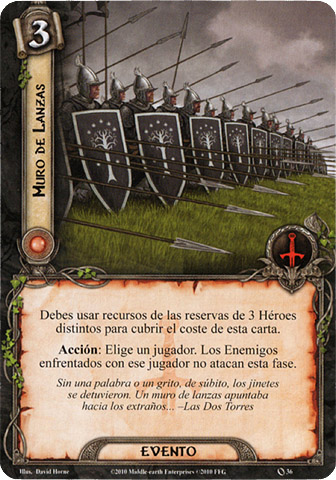 3
MURO DE LANZAS
Debes usar recursos de las reservas de 3 Héroes
distintos para cubrir el coste de esta carta.
Acción: Elige un jugador. Los Enemigos
enfrentados con ese jugador no atacan esta fase.
Sin una palabra o un grito, de súbito, los jinetes
se detuvieron. Un muro de lanzas apuntaba
hacia los extraños... –Las Dos Torres
EVENTO
Illus. David Horne
©2010 Middle-earth Enterprises ©2010 FFG
36